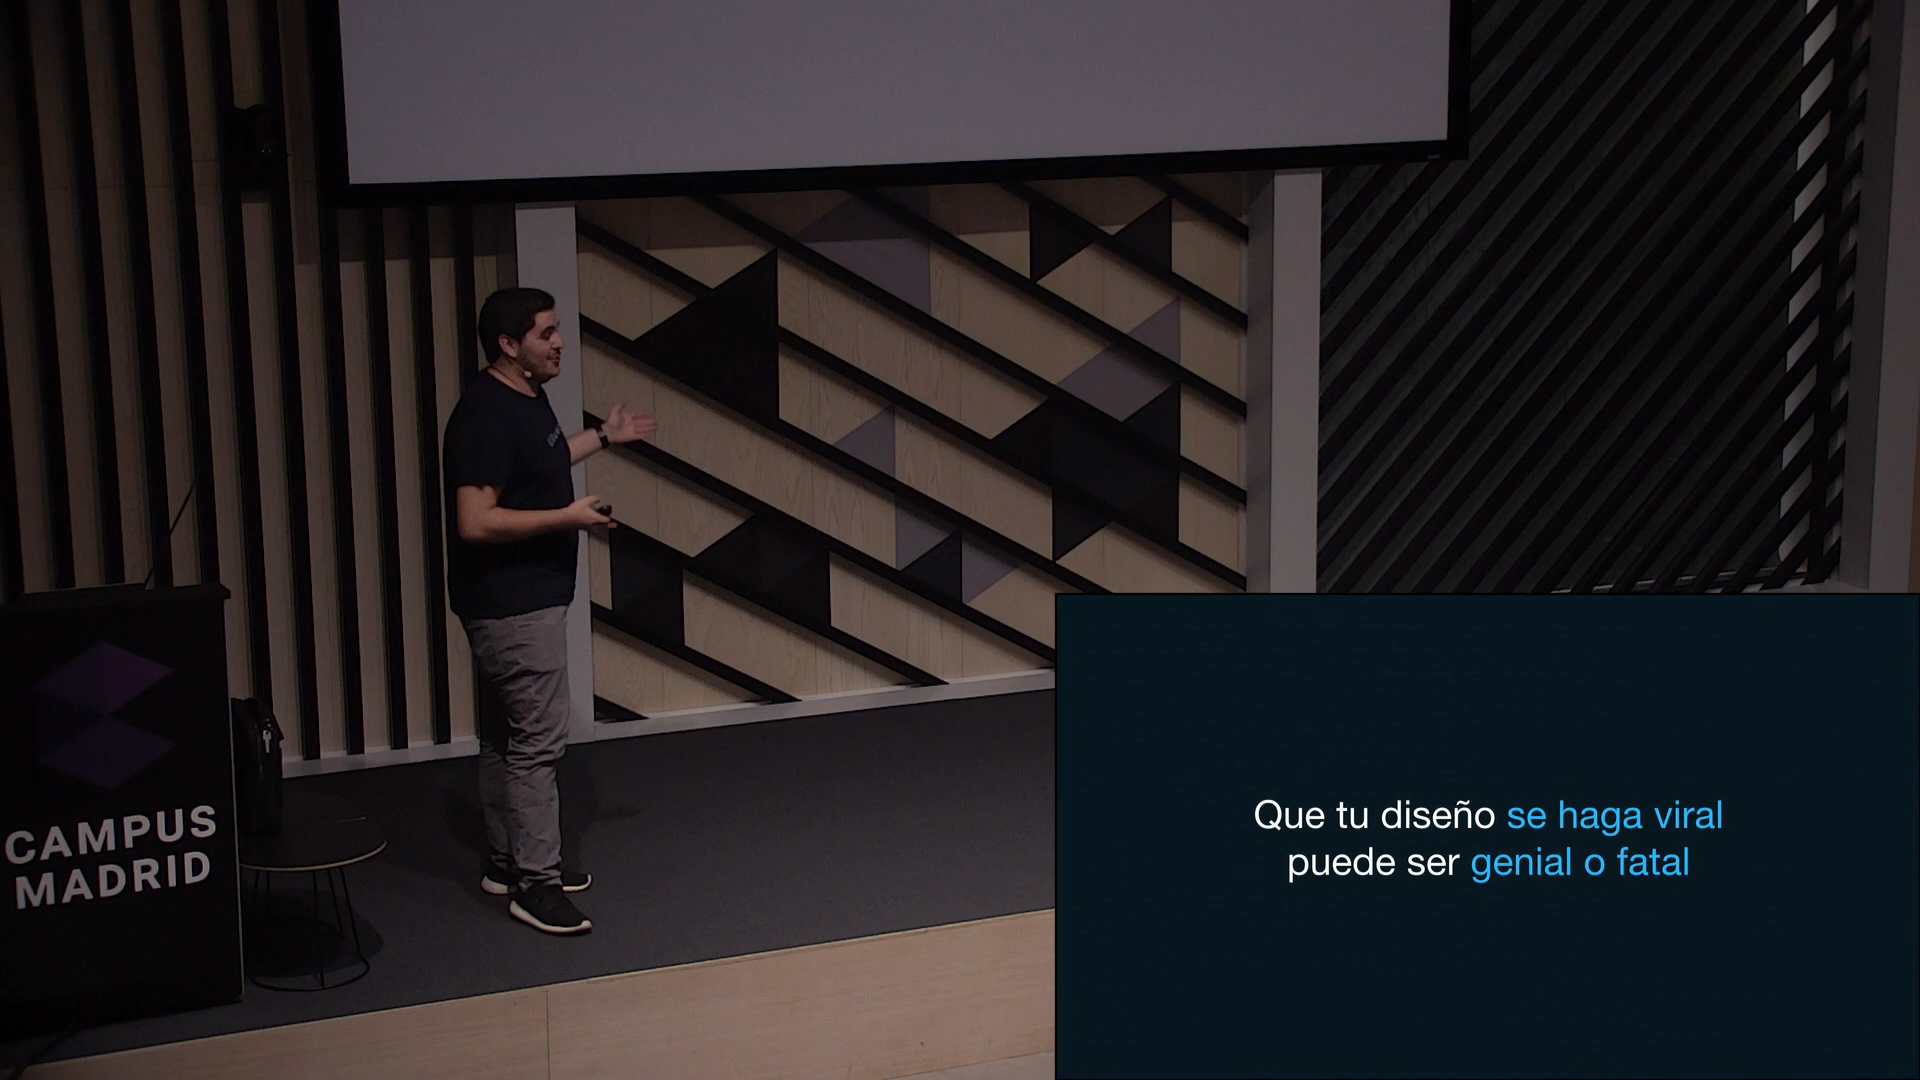 CAMPUS
MADRID
Que tu diseño se haga viral
puede ser genial o fatal